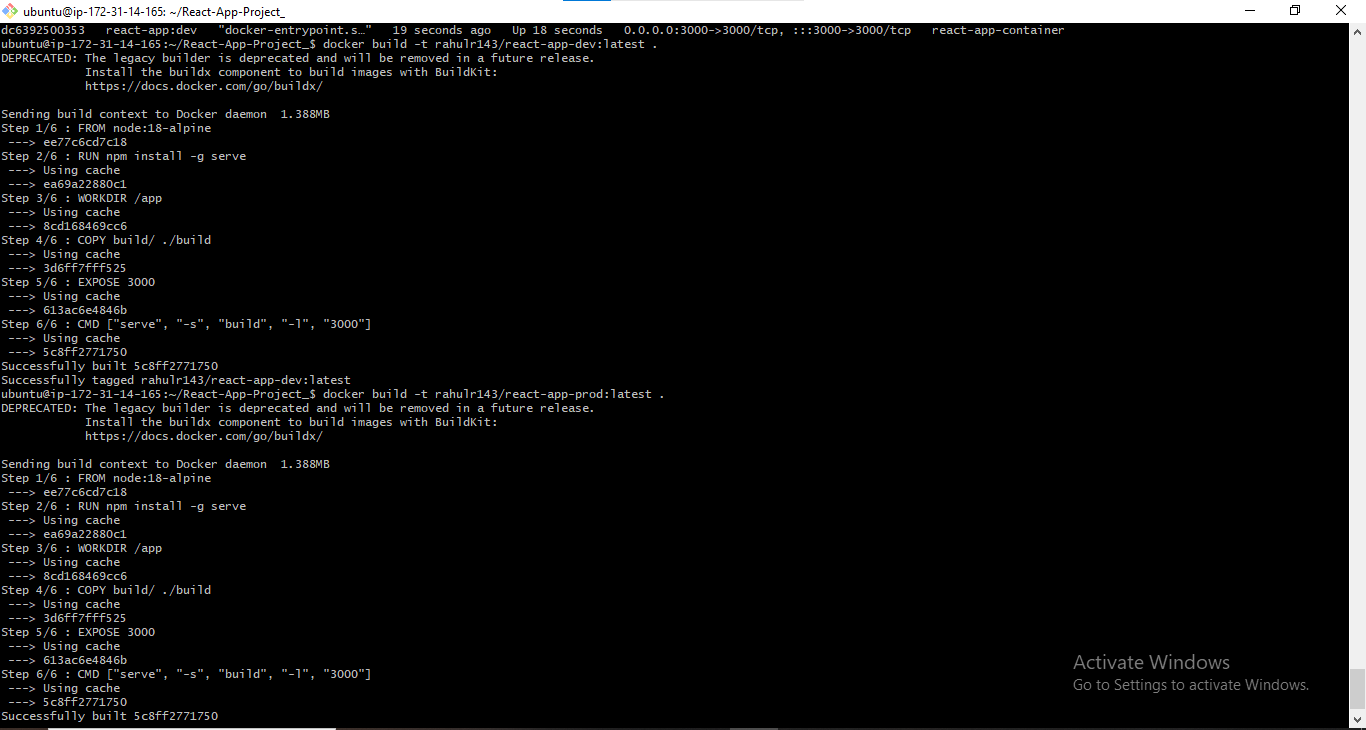 ubuntu@ip-172-31-14-165: ~/React-App-Project_
dc6392500353   react-app:dev   "docker-entrypoint.s…"   19 seconds ago   Up 18 seconds   0.0.0.0:3000->3000/tcp, :::3000->3000/tcp   react-app-container
ubuntu@ip-172-31-14-165:~/React-App-Project_$ docker build -t rahulr143/react-app-dev:latest .
DEPRECATED: The legacy builder is deprecated and will be removed in a future release.
            Install the buildx component to build images with BuildKit:
            https://docs.docker.com/go/buildx/

Sending build context to Docker daemon  1.388MB
Step 1/6 : FROM node:18-alpine
 ---> ee77c6cd7c18
Step 2/6 : RUN npm install -g serve
 ---> Using cache
 ---> ea69a22880c1
Step 3/6 : WORKDIR /app
 ---> Using cache
 ---> 8cd168469cc6
Step 4/6 : COPY build/ ./build
 ---> Using cache
 ---> 3d6ff7fff525
Step 5/6 : EXPOSE 3000
 ---> Using cache
 ---> 613ac6e4846b
Step 6/6 : CMD ["serve", "-s", "build", "-l", "3000"]
 ---> Using cache
 ---> 5c8ff2771750
Successfully built 5c8ff2771750
Successfully tagged rahulr143/react-app-dev:latest
ubuntu@ip-172-31-14-165:~/React-App-Project_$ docker build -t rahulr143/react-app-prod:latest .
DEPRECATED: The legacy builder is deprecated and will be removed in a future release.
            Install the buildx component to build images with BuildKit:
            https://docs.docker.com/go/buildx/

Sending build context to Docker daemon  1.388MB
Step 1/6 : FROM node:18-alpine
 ---> ee77c6cd7c18
Step 2/6 : RUN npm install -g serve
 ---> Using cache
 ---> ea69a22880c1
Step 3/6 : WORKDIR /app
 ---> Using cache
 ---> 8cd168469cc6
Step 4/6 : COPY build/ ./build
 ---> Using cache
 ---> 3d6ff7fff525
Step 5/6 : EXPOSE 3000
 ---> Using cache
 ---> 613ac6e4846b
Step 6/6 : CMD ["serve", "-s", "build", "-l", "3000"]
 ---> Using cache
 ---> 5c8ff2771750
Successfully built 5c8ff2771750
Activate Windows
Go to Settings to activate Windows.